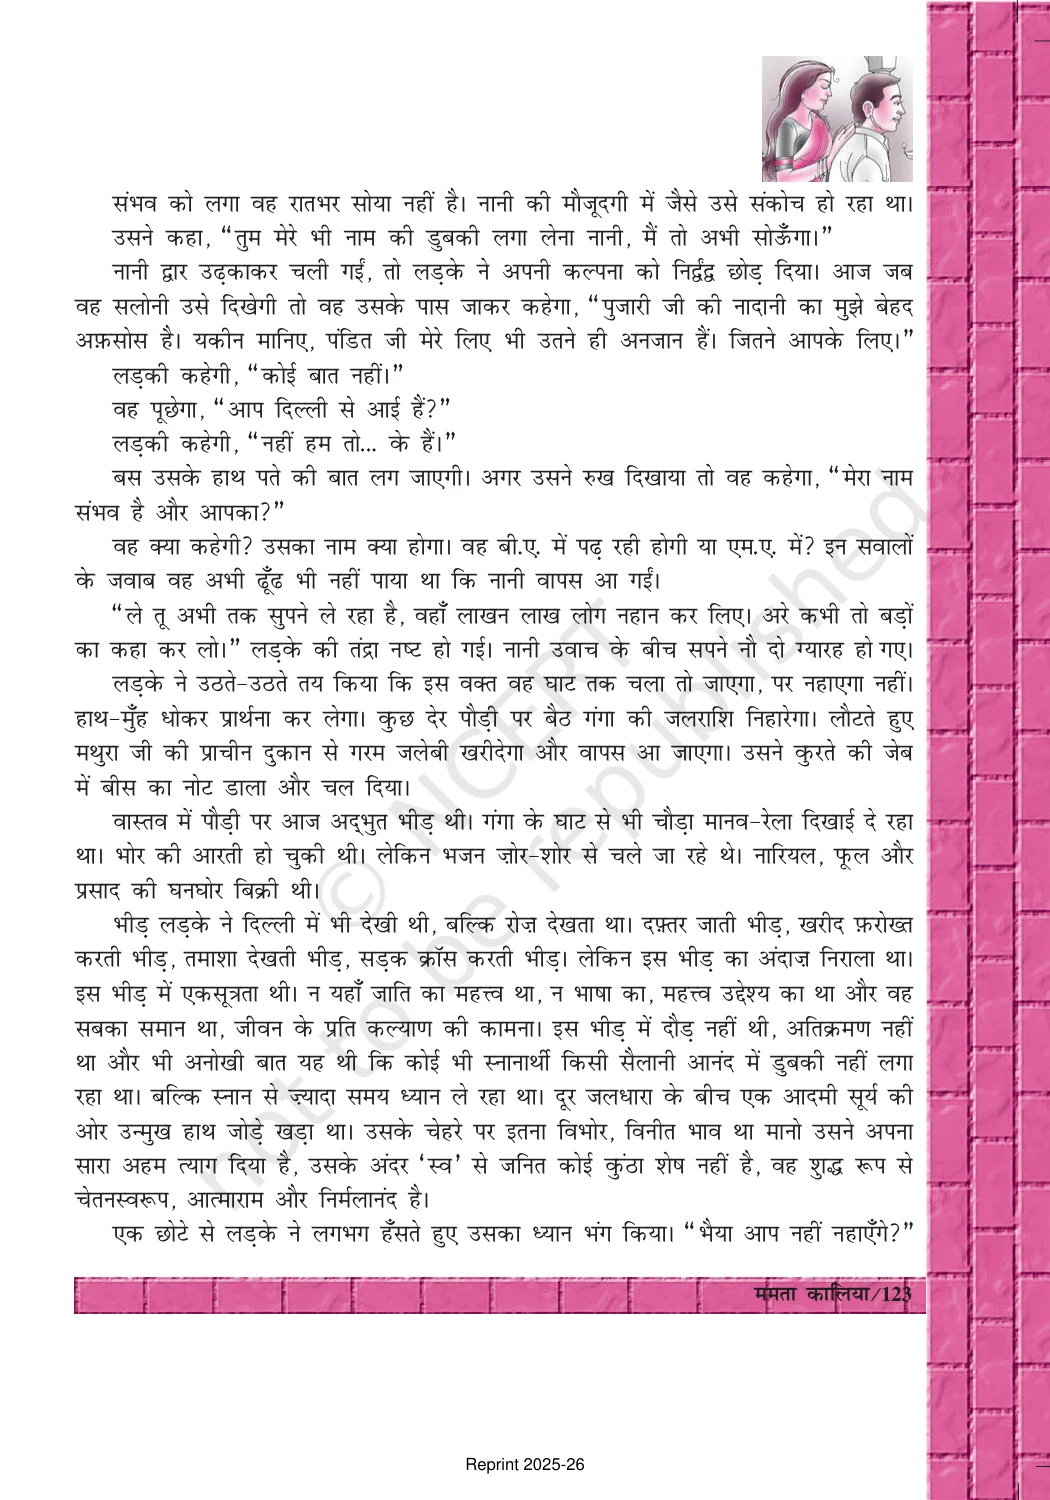 संभव को लगा वह रातभर सोया नहीं है। नानी की मौजूदगी में जैसे उसे संकोच हो रहा था।
उसने कहा, “तुम मेरे भी नाम की डुबकी लगा लेना नानी, मैं तो अभी सोऊँगा।”
नानी द्वार उढ़काकर चली गईं, तो लड़के ने अपनी कल्पना को निर्द्वंद्व छोड़ दिया। आज जब
वह सलोनी उसे दिखेगी तो वह उसके पास जाकर कहेगा, “पुजारी जी की नादानी का मुझे बेहद
अफ़सोस है। यकीन मानिए, पंडित जी मेरे लिए भी उतने ही अनजान हैं। जितने आपके लिए।”
लड़की कहेगी, “कोई बात नहीं।”
वह पूछेगा, “आप दिल्ली से आई हैं?”
लड़की कहेगी, “नहीं हम तो... के हैं।”
बस उसके हाथ पते की बात लग जाएगी। अगर उसने रुख दिखाया तो वह कहेगा, “मेरा नाम
संभव है और आपका?”
वह क्या कहेगी? उसका नाम क्या होगा। वह बी.ए. में पढ़ रही होगी या एम.ए. में? इन सवालों
के जवाब वह अभी ढूँढ भी नहीं पाया था कि नानी वापस आ गईं।
“ले तू अभी तक सुपने ले रहा है, वहाँ लाखन लाख लोग नहान कर लिए। अरे कभी तो बड़ों
का कहा कर लो।” लड़के की तंद्रा नष्ट हो गई। नानी उवाच के बीच सपने नौ दो ग्यारह हो गए।
लड़के ने उठते-उठते तय किया कि इस वक्त वह घाट तक चला तो जाएगा, पर नहाएगा नहीं।
हाथ-मुँह धोकर प्रार्थना कर लेगा। कुछ देर पौड़ी पर बैठ गंगा की जलराशि निहारेगा। लौटते हुए
मथुरा जी की प्राचीन दुकान से गरम जलेबी खरीदेगा और वापस आ जाएगा। उसने कुरते की जेब
में बीस का नोट डाला और चल दिया।
वास्तव में पौड़ी पर आज अद्भुत भीड़ थी। गंगा के घाट से भी चौड़ा मानव-रेला दिखाई दे रहा
था। भोर की आरती हो चुकी थी। लेकिन भजन ज़ोर-शोर से चले जा रहे थे। नारियल, फूल और
प्रसाद की घनघोर बिक्री थी।
भीड़ लड़के ने दिल्ली में भी देखी थी, बल्कि रोज़ देखता था। दफ़्तर जाती भीड़, खरीद फ़रोख्त
करती भीड़, तमाशा देखती भीड़, सड़क क्रॉस करती भीड़। लेकिन इस भीड़ का अंदाज़ निराला था।
इस भीड़ में एकसूत्रता थी। न यहाँ जाति का महत्त्व था, न भाषा का, महत्त्व उद्देश्य का था और वह
सबका समान था, जीवन के प्रति कल्याण की कामना। इस भीड़ में दौड़ नहीं थी, अतिक्रमण नहीं
था और भी अनोखी बात यह थी कि कोई भी स्नानार्थी किसी सैलानी आनंद में डुबकी नहीं लगा
रहा था। बल्कि स्नान से ज़्यादा समय ध्यान ले रहा था। दूर जलधारा के बीच एक आदमी सूर्य की
ओर उन्मुख हाथ जोड़े खड़ा था। उसके चेहरे पर इतना विभोर, विनीत भाव था मानो उसने अपना
सारा अहम त्याग दिया है, उसके अंदर ‘स्व’ से जनित कोई कुंठा शेष नहीं है, वह शुद्ध रूप से
चेतनस्वरूप, आत्माराम और निर्मलानंद है।
एक छोटे से लड़के ने लगभग हँसते हुए उसका ध्यान भंग किया। “भैया आप नहीं नहाएँगे?”
ममता कालिया/123
© NCERT
not to be republished
Reprint 2025-26